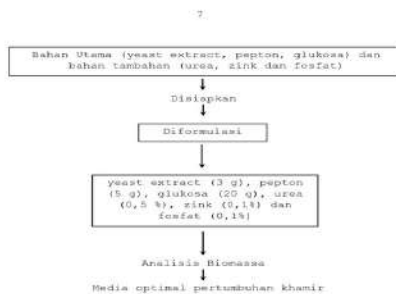 7
Bahan Utama (yeast extract, pepton, glukosa) dan
bahan tambahan (urea, zink dan fosfat)
Disiapkan
Diformulasi
yeast extract (3 g), pepton
(5 g), glukosa (20 g), urea
(0,5 %), zink (0,1%) dan
fosfat (0,1%)
Analisis Biomassa
Media optimal pertumbuhan khamir